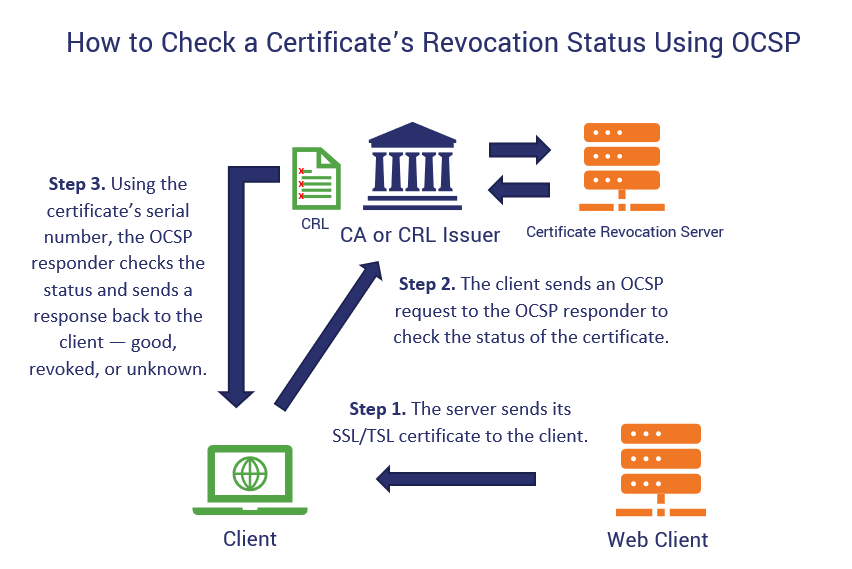 How to Check a Certificate's Revocation Status Using OCSP
Step 3. Using the
certificate's serial
number, the OCSP
responder checks the
status and sends a
response back to the
client — good,
revoked, or unknown.
CRL
CA or CRL Issuer
Certificate Revocation Server
Step 2. The client sends an OCSP
request to the OCSP responder to
check the status of the certificate.
Step 1. The server sends its
SSL/TSL certificate to the client.
Client
Web Client